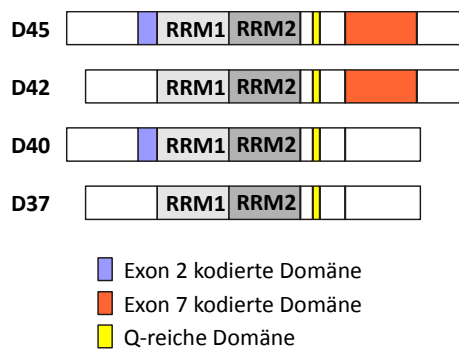 D45 RRM1 RRM2
D42 RRM1 RRM2
D40 RRM1 RRM2
D37 RRM1 RRM2
Exon 2 kodierte Domäne
Exon 7 kodierte Domäne
Q-reiche Domäne